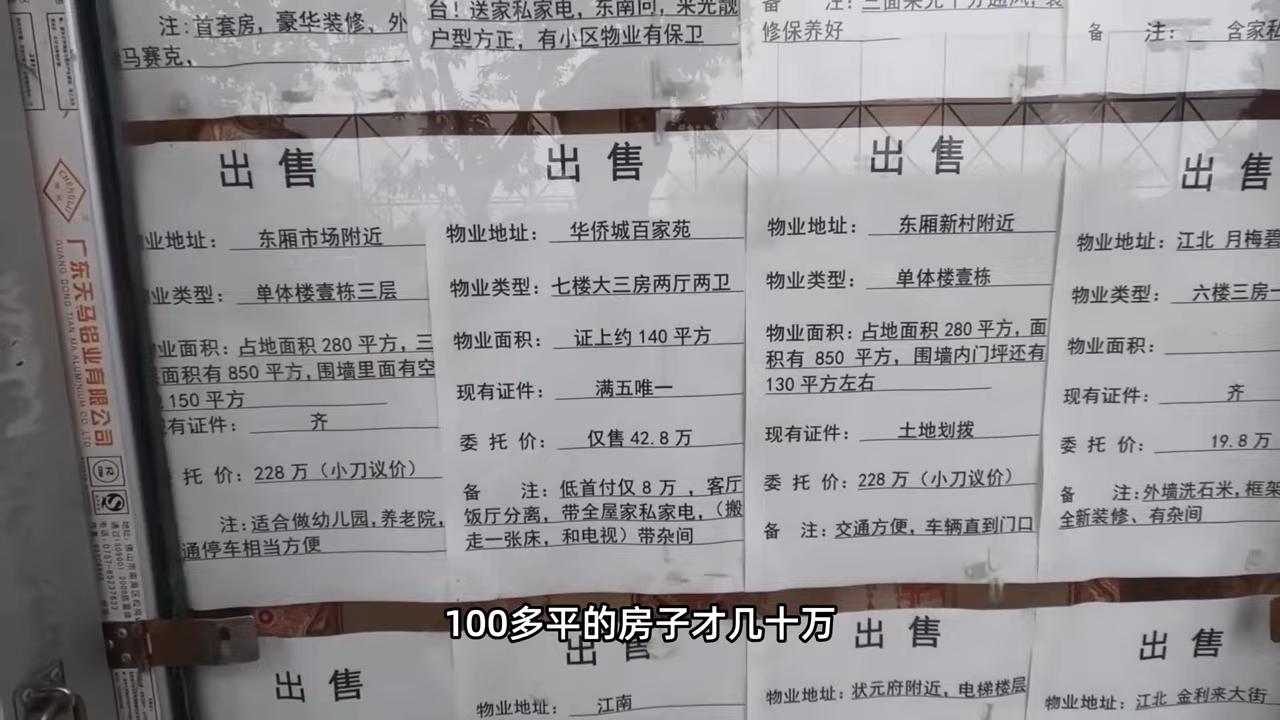 注：首套房，豪华装修，外
马赛克，
台！送家私家电，东南向，采光靓
户型方正，有小区物业有保卫
修保养好
备 注： 含家私
出售
业地址： 东厢市场附近
业类型： 单体楼壹栋三层
业面积：占地面积 280 平方，三
面积有 850 平方，围墙里面有空
150 平方
有证件： 齐
托 价：228 万（小刀议价）
注：适合做幼儿园，养老院，
通停车相当方便
出售
物业地址： 华侨城百家苑
物业类型：七楼大三房两厅两卫
物业面积： 证上约 140 平方
现有证件： 满五唯一
委 托 价： 仅售 42.8 万
备 注：低首付仅 8 万 ，客厅
饭厅分离，带全屋家私家电，（搬
走一张床，和电视）带杂间
出售
物业地址： 东厢新村附近
物业类型： 单体楼壹栋
物业面积：占地面积 280 平方，面
积有 850 平方，围墙内门坪还有
130 平方左右
现有证件： 土地划拨
委 托 价：228 万（小刀议价）
备 注：交通方便，车辆直到门口
出售
物业地址：江北 月梅碧
物业类型： 六楼三房一
物业面积：
现有证件： 齐
委 托 价： 19.8 万
备 注：外墙洗石米，框架
全新装修、有杂间
CHENGLI
广东天马铝业有限公司
GUANG DONG TIAN MA ALUMINIUM CO. LTD.
100多平的房子才几十万
出售
出售
物业地址： 江南
出售
物业地址：状元府附近，电梯楼层
出售
物业地址：江北 金利来大街